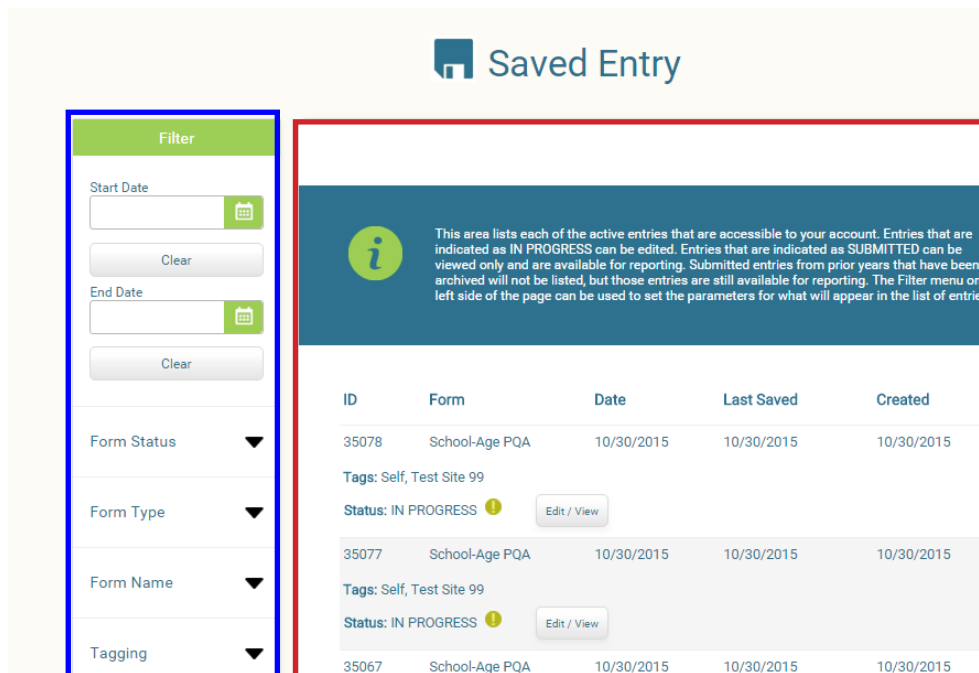 Saved Entry
Filter
Start Date
Clear
End Date
Clear
Form Status
Form Type
Form Name
Tagging
This area lists each of the active entries that are accessible to your account. Entries that are
indicated as IN PROGRESS can be edited. Entries that are indicated as SUBMITTED can be
viewed only and are available for reporting. Submitted entries from prior years that have been
archived will not be listed, but those entries are still available for reporting. The Filter menu on
left side of the page can be used to set the parameters for what will appear in the list of entrie
ID Form Date Last Saved Created
35078 School-Age PQA 10/30/2015 10/30/2015 10/30/2015
Tags: Self, Test Site 99
Status: IN PROGRESS Edit / View
35077 School-Age PQA 10/30/2015 10/30/2015 10/30/2015
Tags: Self, Test Site 99
Status: IN PROGRESS Edit / View
35067 School-Age PQA 10/30/2015 10/30/2015 10/30/2015